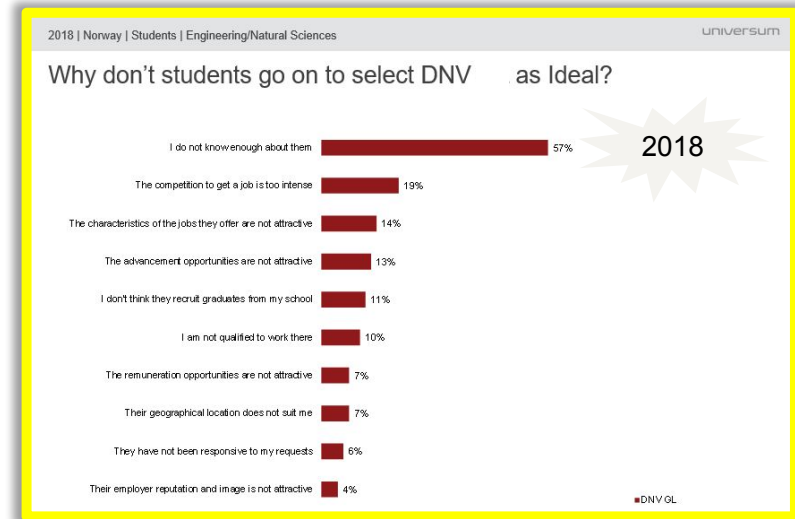 2018 | Norway | Students | Engineering/Natural Sciences
universum
Why don't students go on to select DNV as Ideal?
2018
I do not know enough about them 57%
The competition to get a job is too intense 19%
The characteristics of the jobs they offer are not attractive 14%
The advancement opportunities are not attractive 13%
I don't think they recruit graduates from my school 11%
I am not qualified to work there 10%
The remuneration opportunities are not attractive 7%
Their geographical location does not suit me 7%
They have not been responsive to my requests 6%
Their employer reputation and image is not attractive 4%
DNV GL